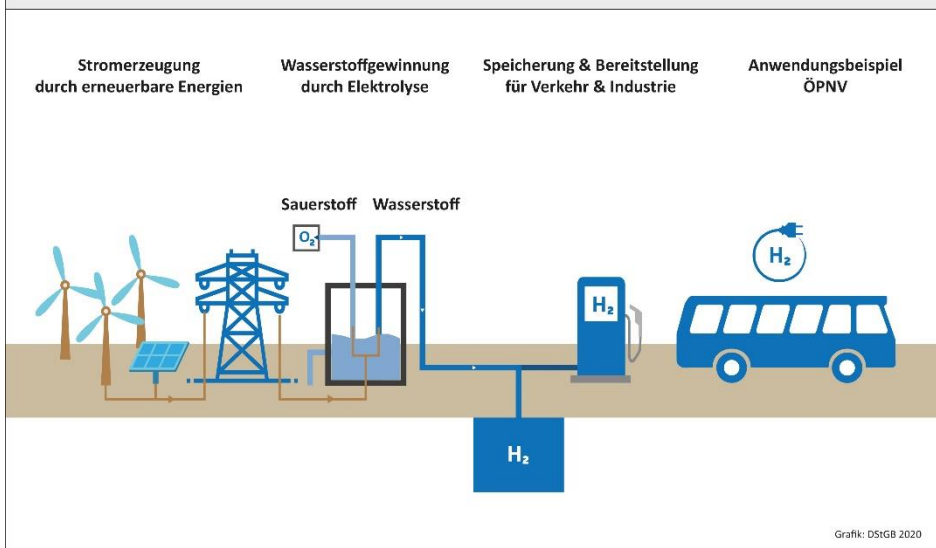 Stromerzeugung
durch erneuerbare Energien
Wasserstoffgewinnung
durch Elektrolyse
Speicherung & Bereitstellung
für Verkehr & Industrie
Anwendungsbeispiel
ÖPNV
Sauerstoff
Wasserstoff
O₂
H₂
H₂
H₂
Grafik: DStGB 2020